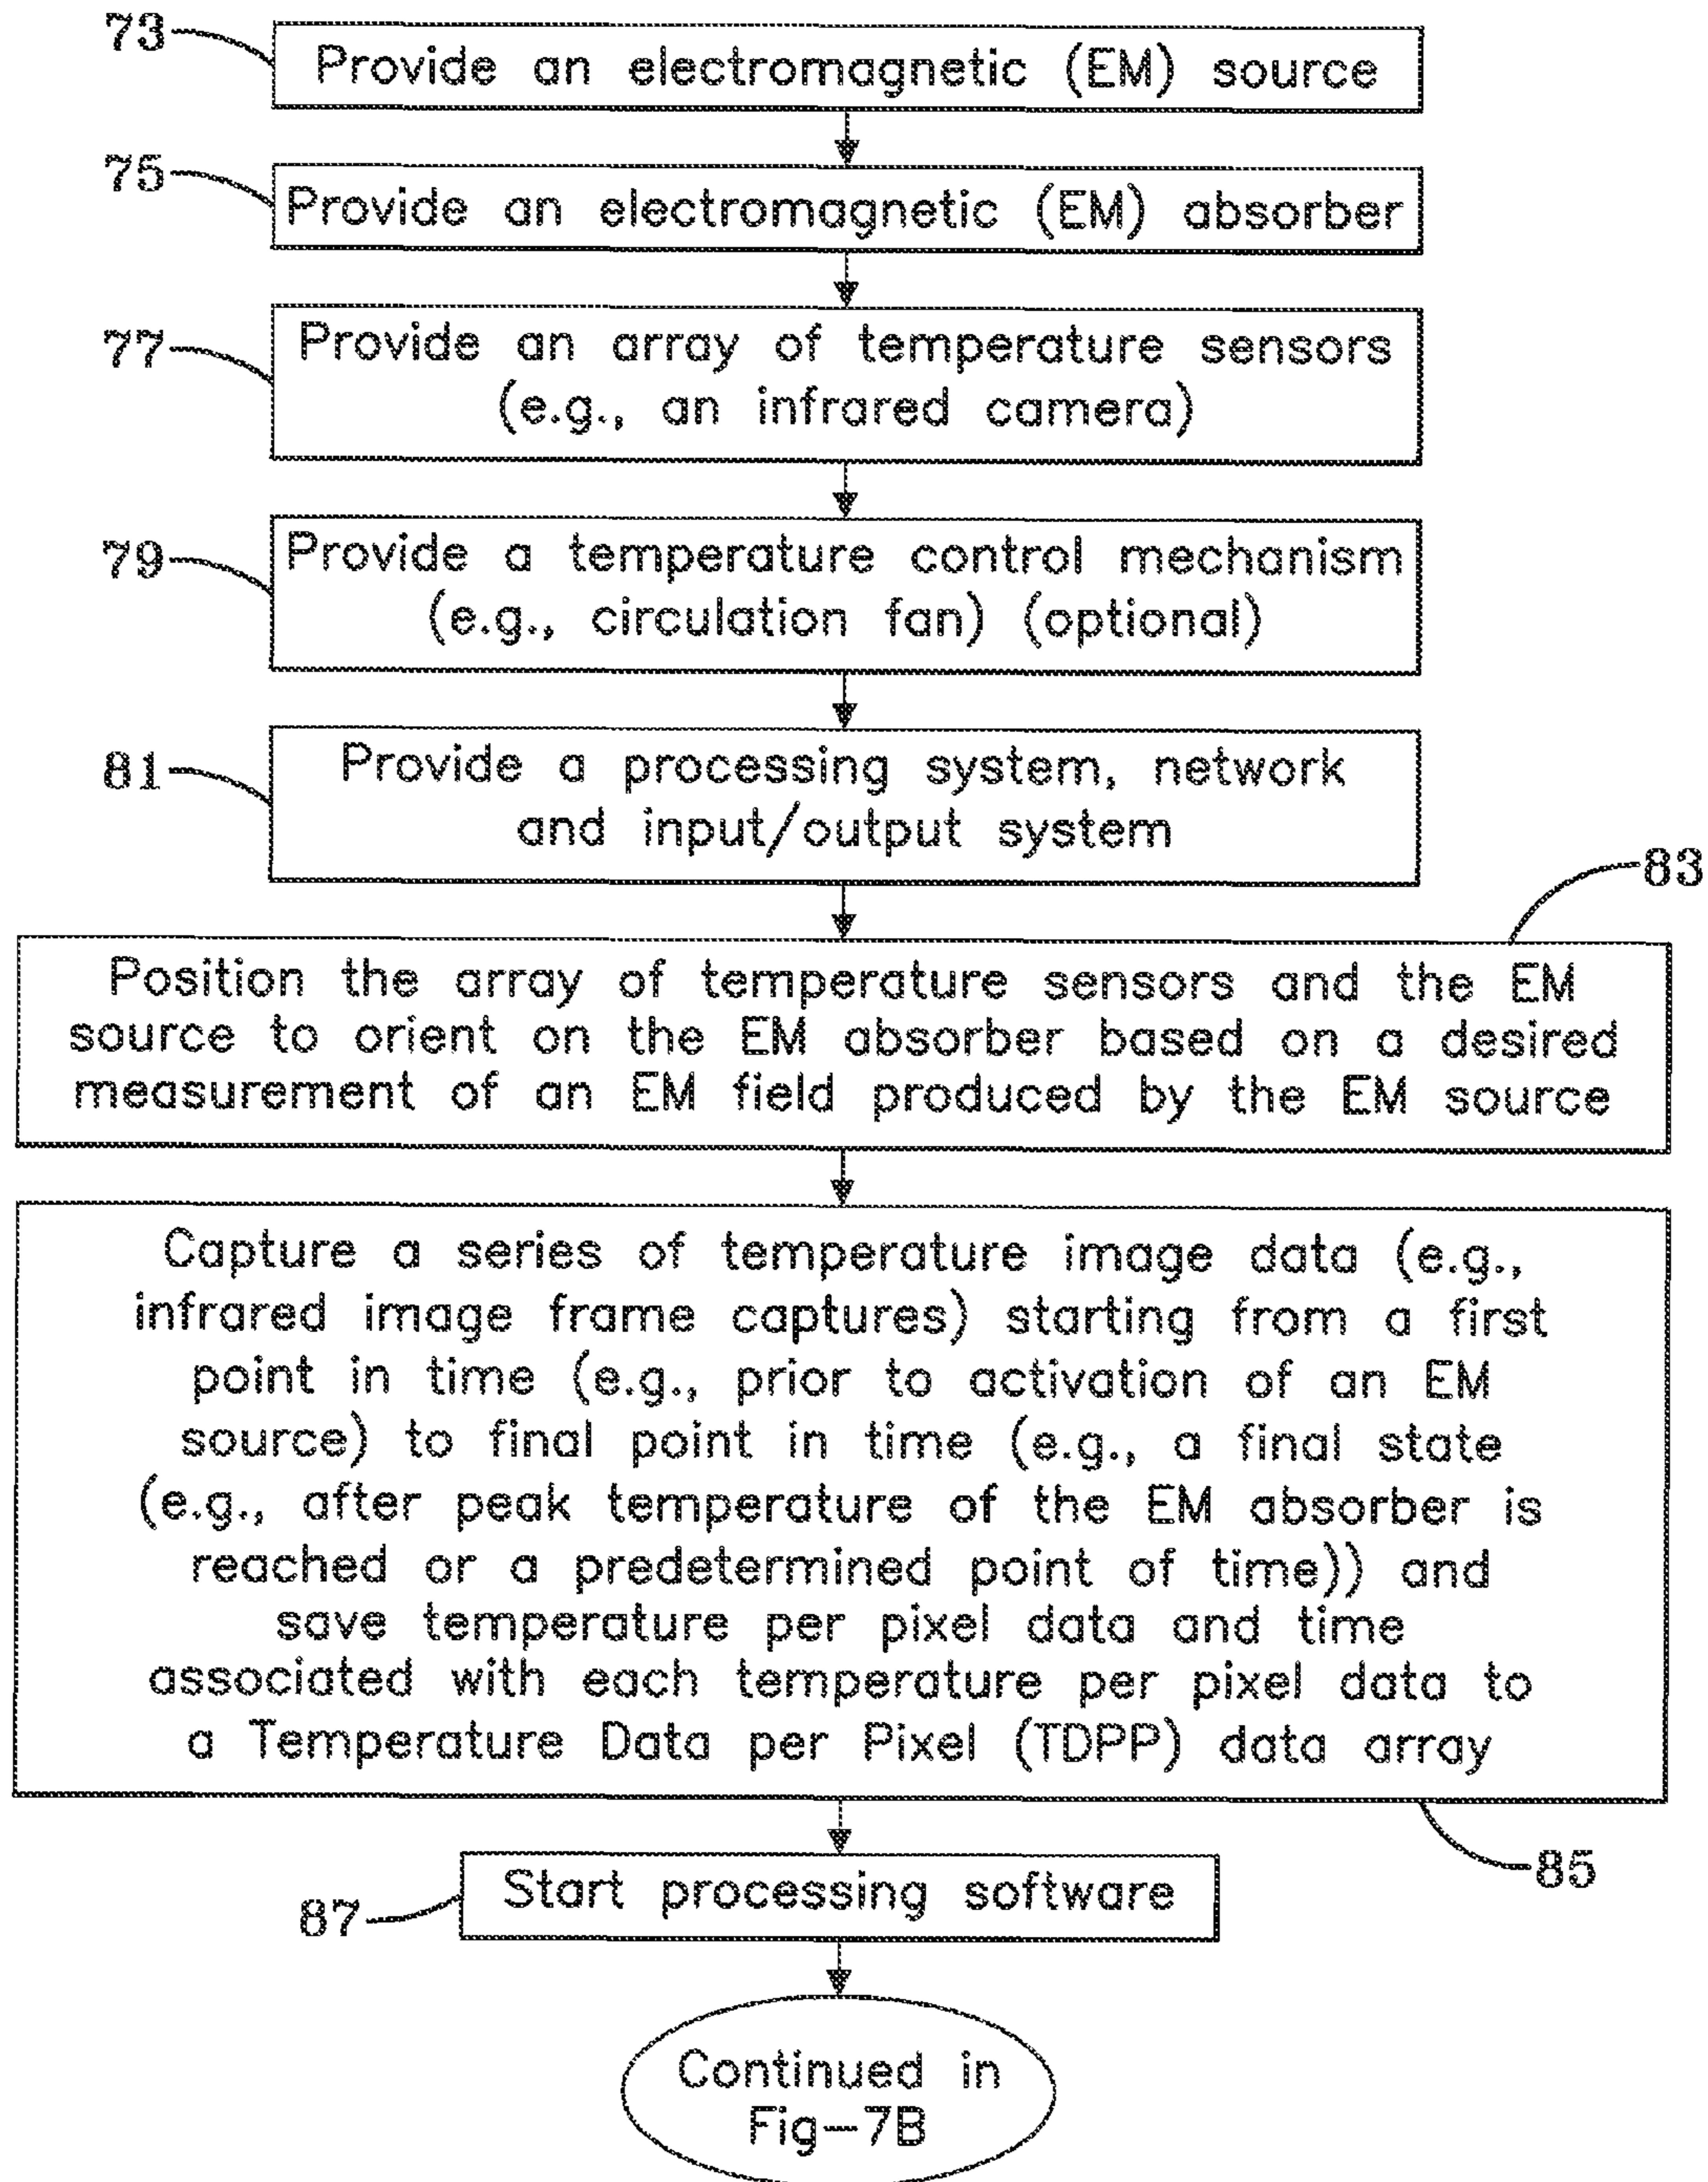 73
Provide an electromagnetic (EM) source
75
Provide an electromagnetic (EM) absorber
77
Provide an array of temperature sensors
(e.g., an infrared camera)
79
Provide a temperature control mechanism
(e.g., circulation fan) (optional)
81
Provide a processing system, network
and input/output system
83
Position the array of temperature sensors and the EM
source to orient on the EM absorber based on a desired
measurement of an EM field produced by the EM source
Capture a series of temperature image data (e.g.,
infrared image frame captures) starting from a first
point in time (e.g., prior to activation of an EM
source) to final point in time (e.g., a final state
(e.g., after peak temperature of the EM absorber is
reached or a predetermined point of time)) and
save temperature per pixel data and time
associated with each temperature per pixel data to
a Temperature Data per Pixel (TDPP) data array
85
87
Start processing software
Continued in
Fig-7B